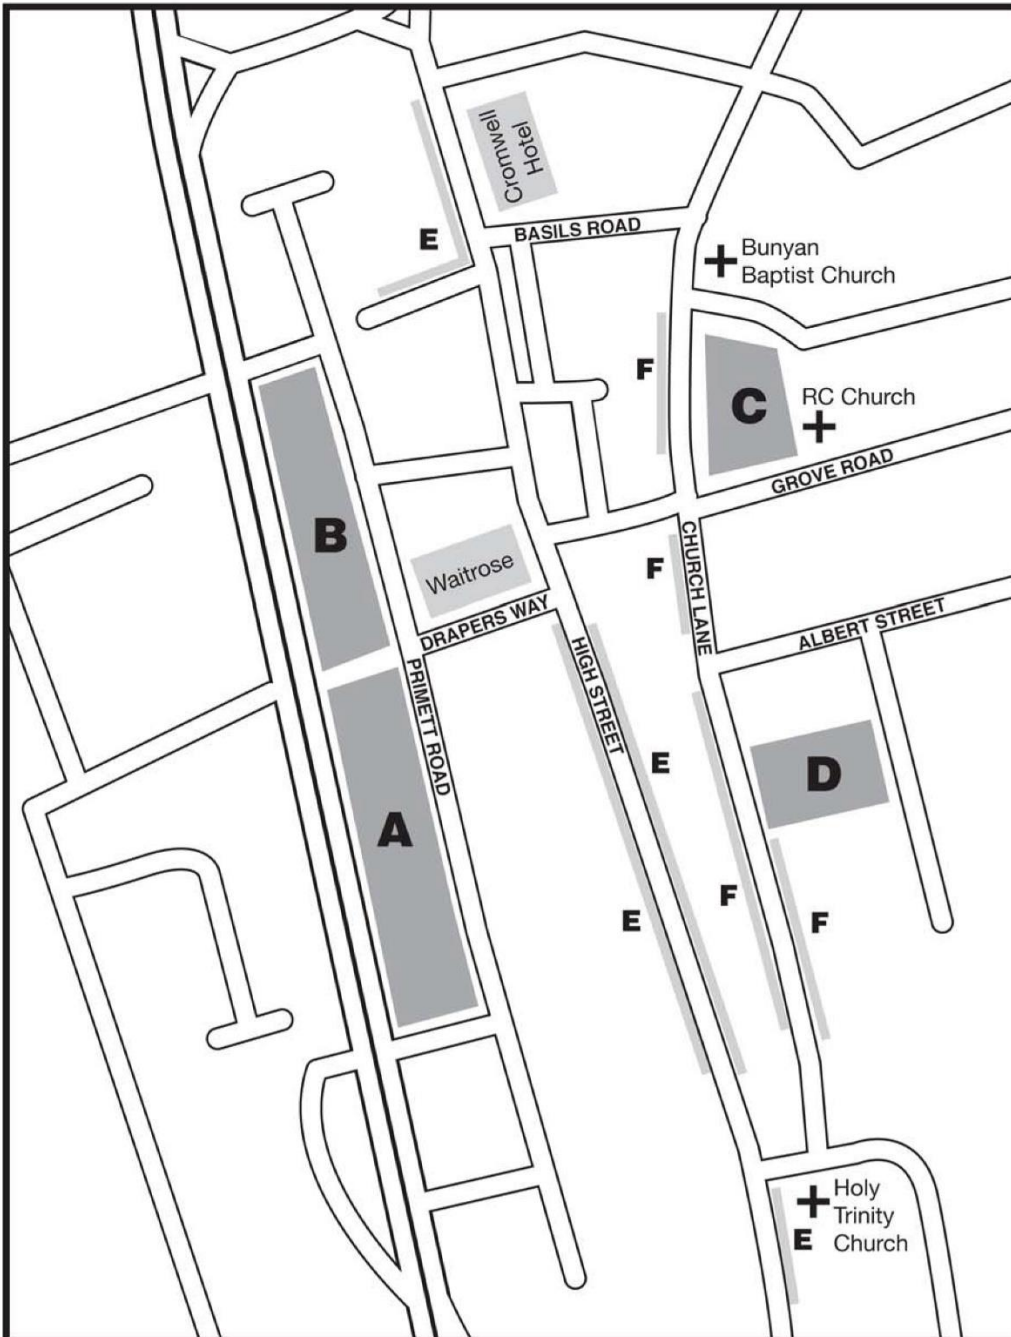 Cromwell
Hotel
E
BASILS ROAD
Bunyan
Baptist Church
F
C
RC Church
GROVE ROAD
B
Waitrose
DRAPERS WAY
F
CHURCH LANE
ALBERT STREET
HIGH STREET
PRIMETT ROAD
E
D
A
F
E
F
Holy
Trinity
Church
E